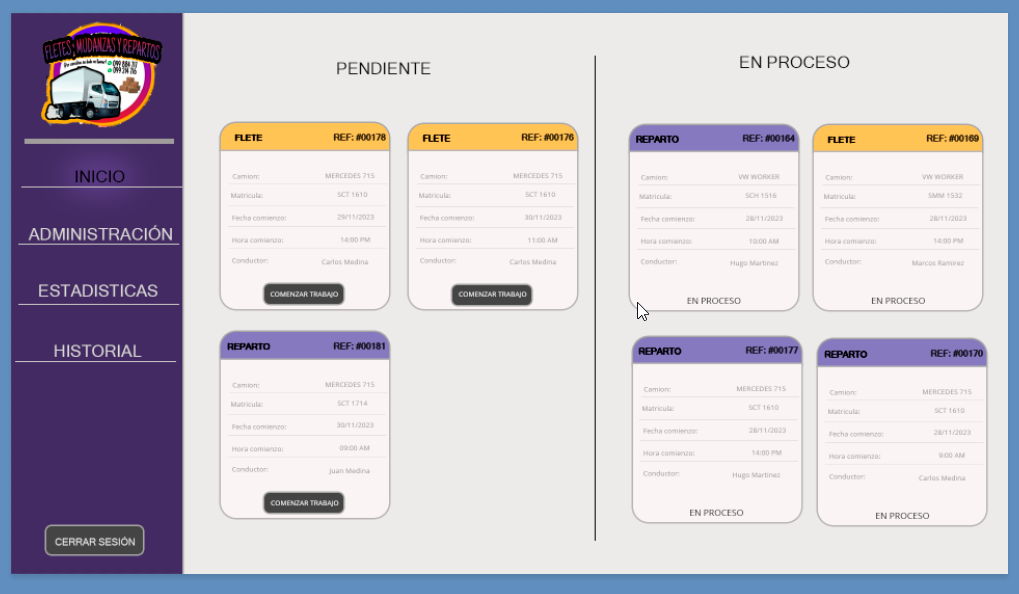 FLETES, MUDANZAS Y REPARTOS
099 884 717
INICIO
ADMINISTRACIÓN
ESTADISTICAS
HISTORIAL
CERRAR SESIÓN
PENDIENTE
FLETE REF: #00178
Camion: MERCEDES 715
Matricula: SCT 1610
Fecha comienzo: 29/11/2023
Hora comienzo: 14:00 PM
Conductor: Carlos Medina
COMENZAR TRABAJO
FLETE REF: #00176
Camion: MERCEDES 715
Matricula: SCT 1610
Fecha comienzo: 30/11/2023
Hora comienzo: 11:00 AM
Conductor: Carlos Medina
COMENZAR TRABAJO
REPARTO REF: #00181
Camion: MERCEDES 715
Matricula: SCT 1714
Fecha comienzo: 30/11/2023
Hora comienzo: 09:00 AM
Conductor: Juan Medina
COMENZAR TRABAJO
EN PROCESO
REPARTO REF: #00164
Camion: VW WORKER
Matricula: SCH 1516
Fecha comienzo: 28/11/2023
Hora comienzo: 10:00 AM
Conductor: Hugo Martinez
EN PROCESO
FLETE REF: #00169
Camion: VW WORKER
Matricula: SMM 1532
Fecha comienzo: 28/11/2023
Hora comienzo: 14:00 PM
Conductor: Marcos Ramirez
EN PROCESO
REPARTO REF: #00177
Camion: MERCEDES 715
Matricula: SCT 1610
Fecha comienzo: 28/11/2023
Hora comienzo: 14:00 PM
Conductor: Hugo Martinez
EN PROCESO
REPARTO REF: #00170
Camion: MERCEDES 715
Matricula: SCT 1610
Fecha comienzo: 28/11/2023
Hora comienzo: 9:00 AM
Conductor: Carlos Medina
EN PROCESO